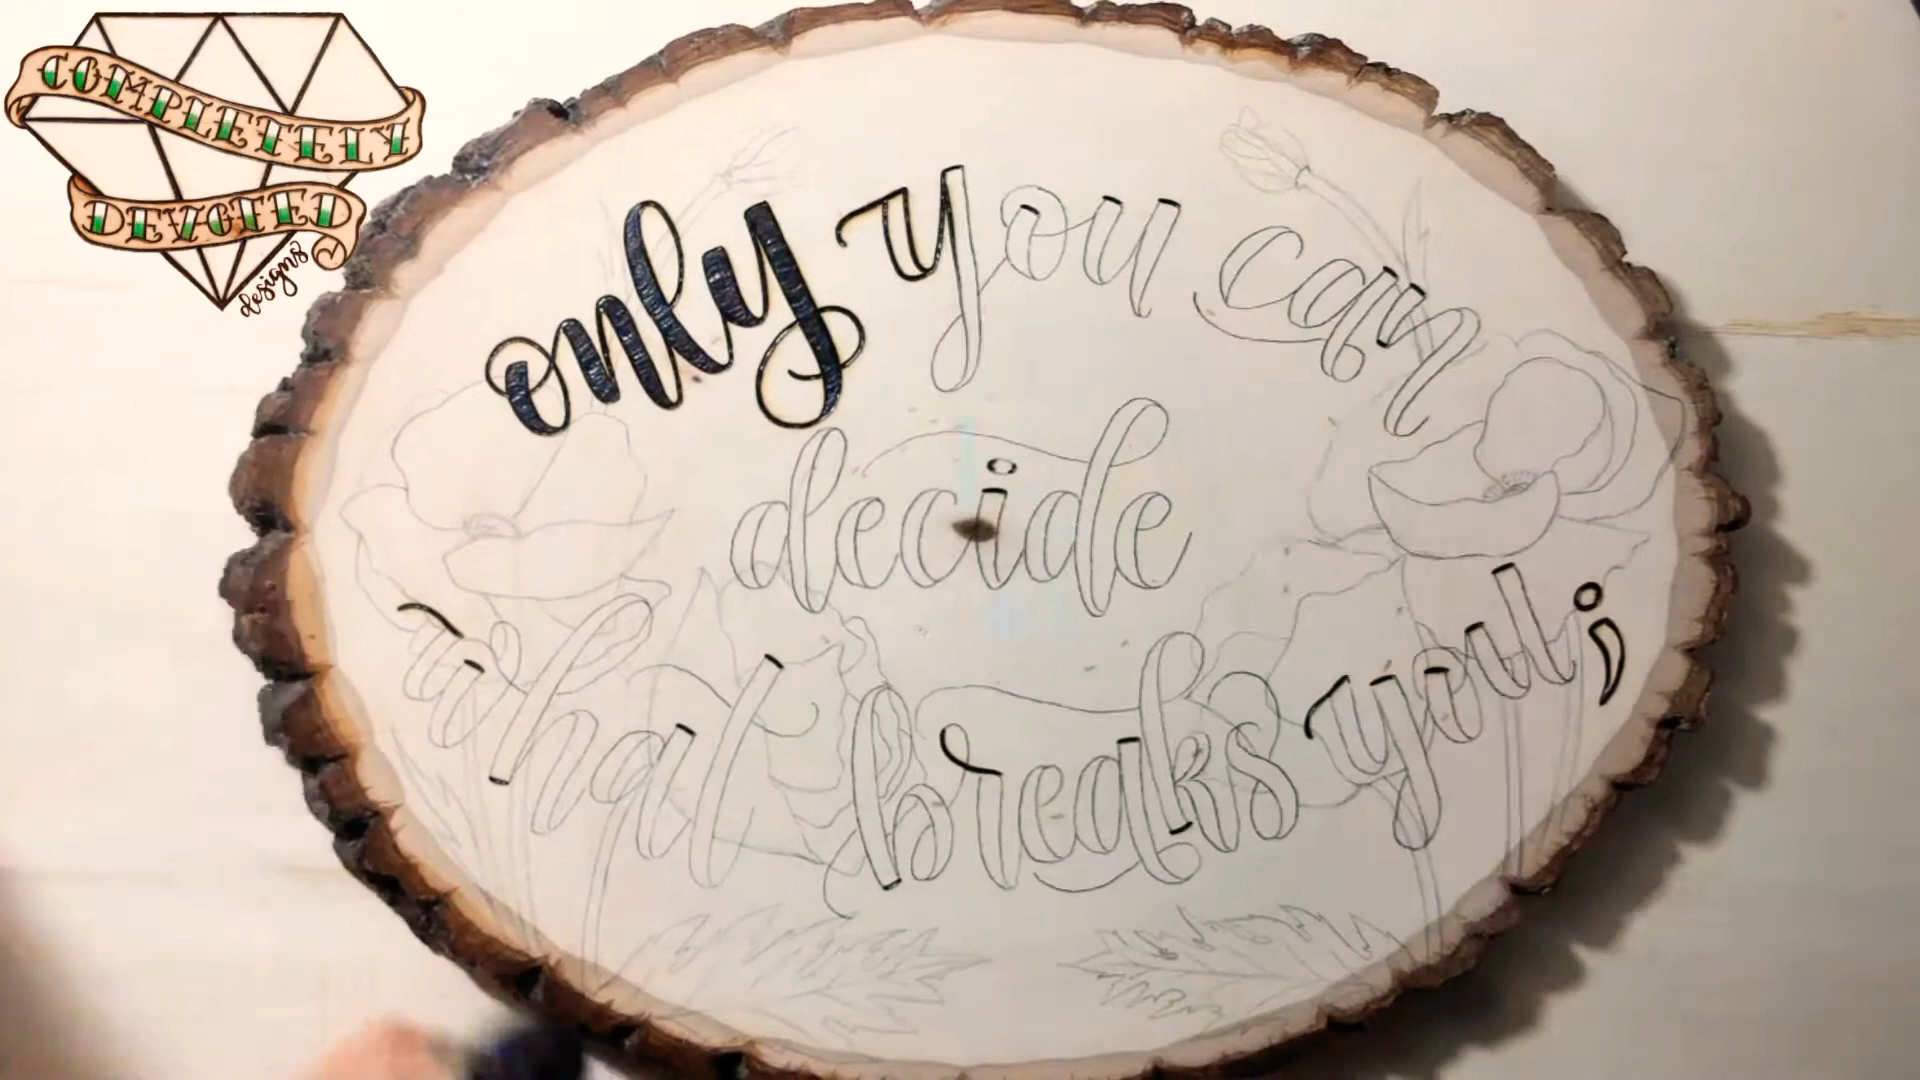 COMPLETELY
DEVOTED
designs
only you can
decide
what breaks you;